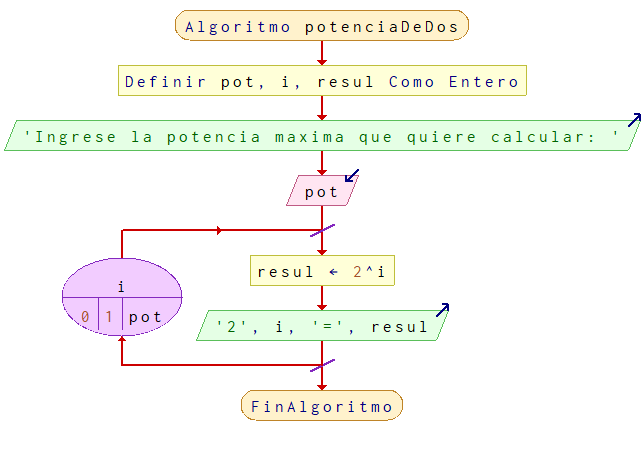 Algoritmo potenciaDeDos
Definir pot, i, resul Como Entero
'Ingrese la potencia maxima que quiere calcular: '
pot
i
0 1 pot
resul ← 2^i
'2', i, '=', resul
FinAlgoritmo